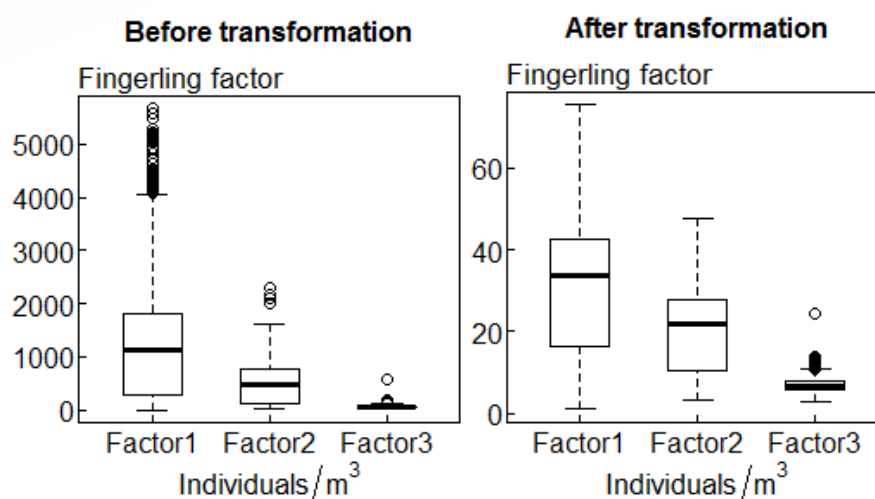 Before transformation
Fingerling factor
5000
4000
3000
2000
1000
0
Factor1 Factor2 Factor3
Individuals/m³
After transformation
Fingerling factor
60
40
20
0
Factor1 Factor2 Factor3
Individuals/m³